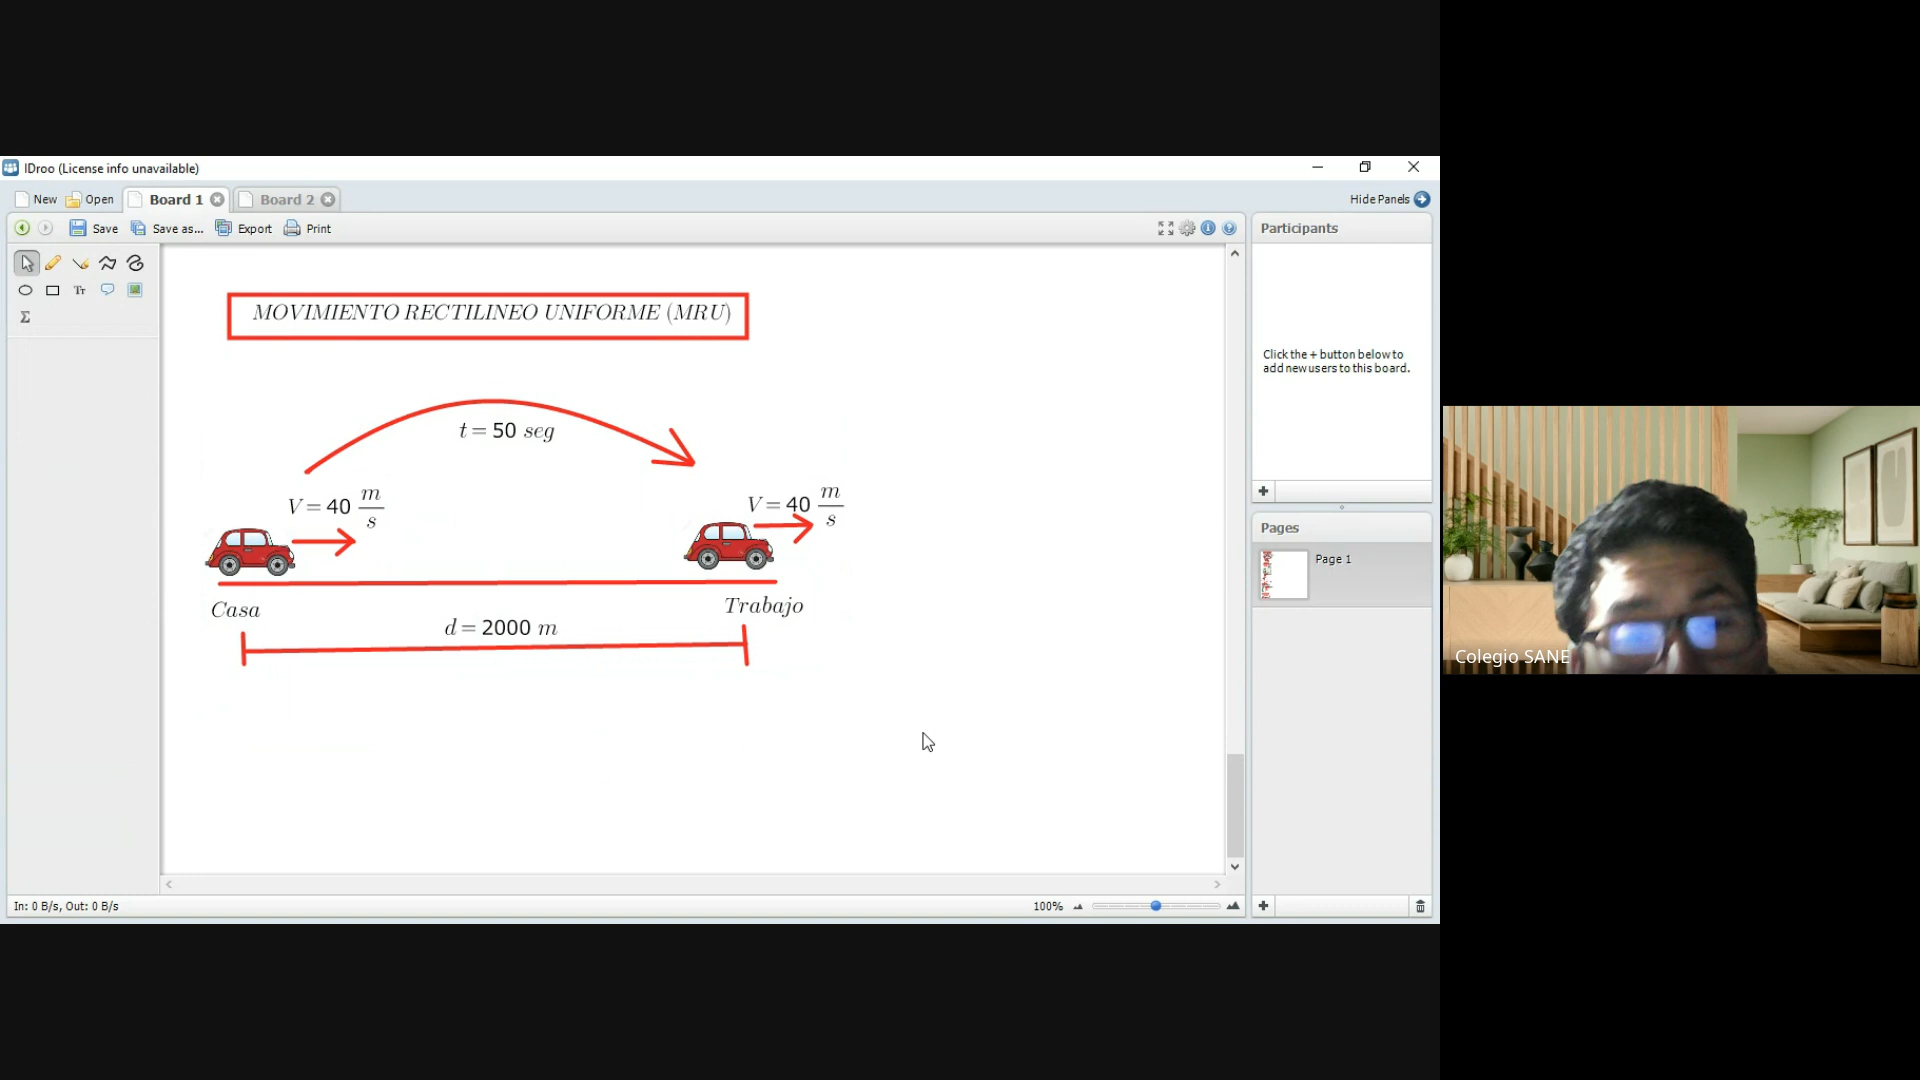 IDroo (License info unavailable)
New Open Board 1 Board 2 Hide Panels
Save Save as... Export Print
Participants
MOVIMIENTO RECTILINEO UNIFORME (MRU)
Click the + button below to
add new users to this board.
t = 50 seg
V = 40 m/s
V = 40 m/s
Casa
Trabajo
d = 2000 m
Pages
Page 1
Colegio SANE
In: 0 B/s, Out: 0 B/s
100%